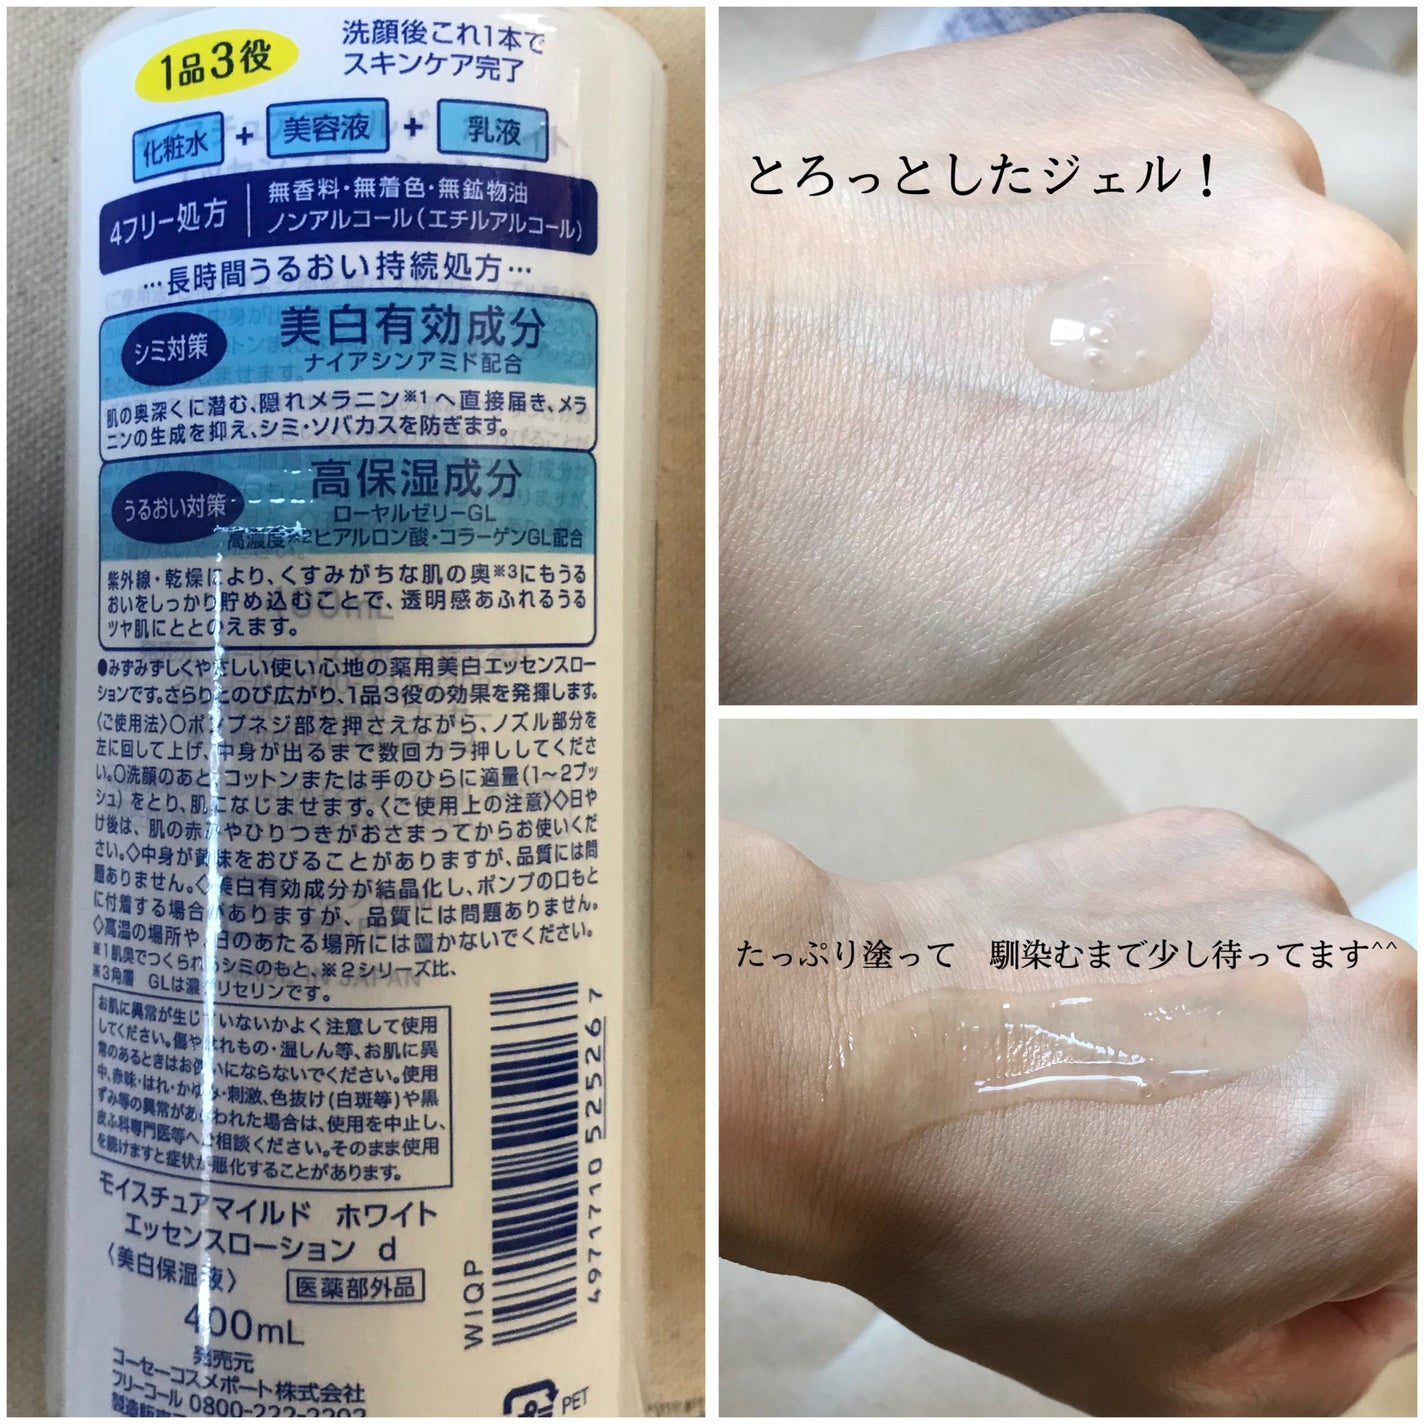 1品3役
洗顔後これ1本で
スキンケア完了
化粧水 + 美容液 + 乳液
4フリー処方
無香料・無着色・無鉱物油
ノンアルコール(エチルアルコール)
…長時間うるおい持続処方…
シミ対策
美白有効成分
ナイアシンアミド配合
肌の奥深くに潜む、隠れメラニン※1へ直接届き、メラ
ニンの生成を抑え、シミ・ソバカスを防ぎます。
うるおい対策
高保湿成分
ローヤルゼリーGL
高濃度※2ヒアルロン酸・コラーゲンGL配合
紫外線・乾燥により、くすみがちな肌の奥※3にもうる
おいをしっかり貯め込むことで、透明感あふれるうる
ツヤ肌にととのえます。
●みずみずしくやさしい使い心地の薬用美白エッセンスロー
ションです。さらりとのび広がり、1品3役の効果を発揮します。
〈ご使用法〉○ポンプネジ部を押さえながら、ノズル部分を
左に回して上げ、中身が出るまで数回カラ押ししてくださ
い。○洗顔のあと、コットンまたは手のひらに適量(1〜2プッ
シュ)をとり、肌になじませます。〈ご使用上の注意〉◇日や
け後は、肌の赤みやひりつきがおさまってからお使いくだ
さい。◇中身が黄味をおびることがありますが、品質には問
題ありません。◇美白有効成分が結晶化し、ポンプの口もと
に付着する場合がありますが、品質には問題ありません。
◇高温の場所や、日のあたる場所には置かないでください。
※1肌奥でつくられるシミのもと、※2シリーズ比、
※3角層 GLは濃グリセリンです。
お肌に異常が生じていないかよく注意して使用
してください。傷やはれもの・湿しん等、お肌に異
常のあるときはお使いにならないでください。使用
中、赤味・はれ・かゆみ・刺激、色抜け(白斑等)や黒
ずみ等の異常があらわれた場合は、使用を中止し、
皮ふ科専門医等へご相談ください。そのまま使用
を続けますと症状が悪化することがあります。
モイスチュアマイルド ホワイト
エッセンスローション d
〈美白保湿液〉
医薬部外品
400mL
発売元
コーセーコスメポート株式会社
フリーコール 0800-222-2202
WIQP
4971710525267
PET
とろっとしたジェル！
たっぷり塗って 馴染むまで少し待ってます^^